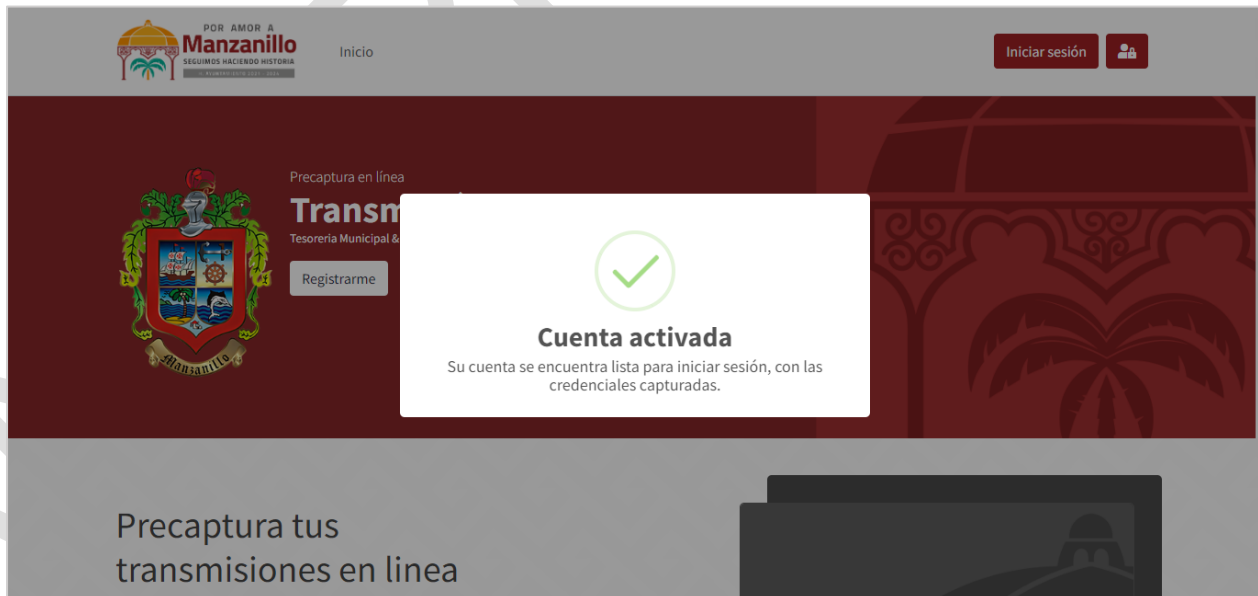 POR AMOR A
Manzanillo
SEGUIMOS HACIENDO HISTORIA
Inicio
Iniciar sesión
Precaptura en línea
Transm
Tesoreria Municipal &
Registrarme
Manzanillo
Cuenta activada
Su cuenta se encuentra lista para iniciar sesión, con las
credenciales capturadas.
Precaptura tus
transmisiones en linea